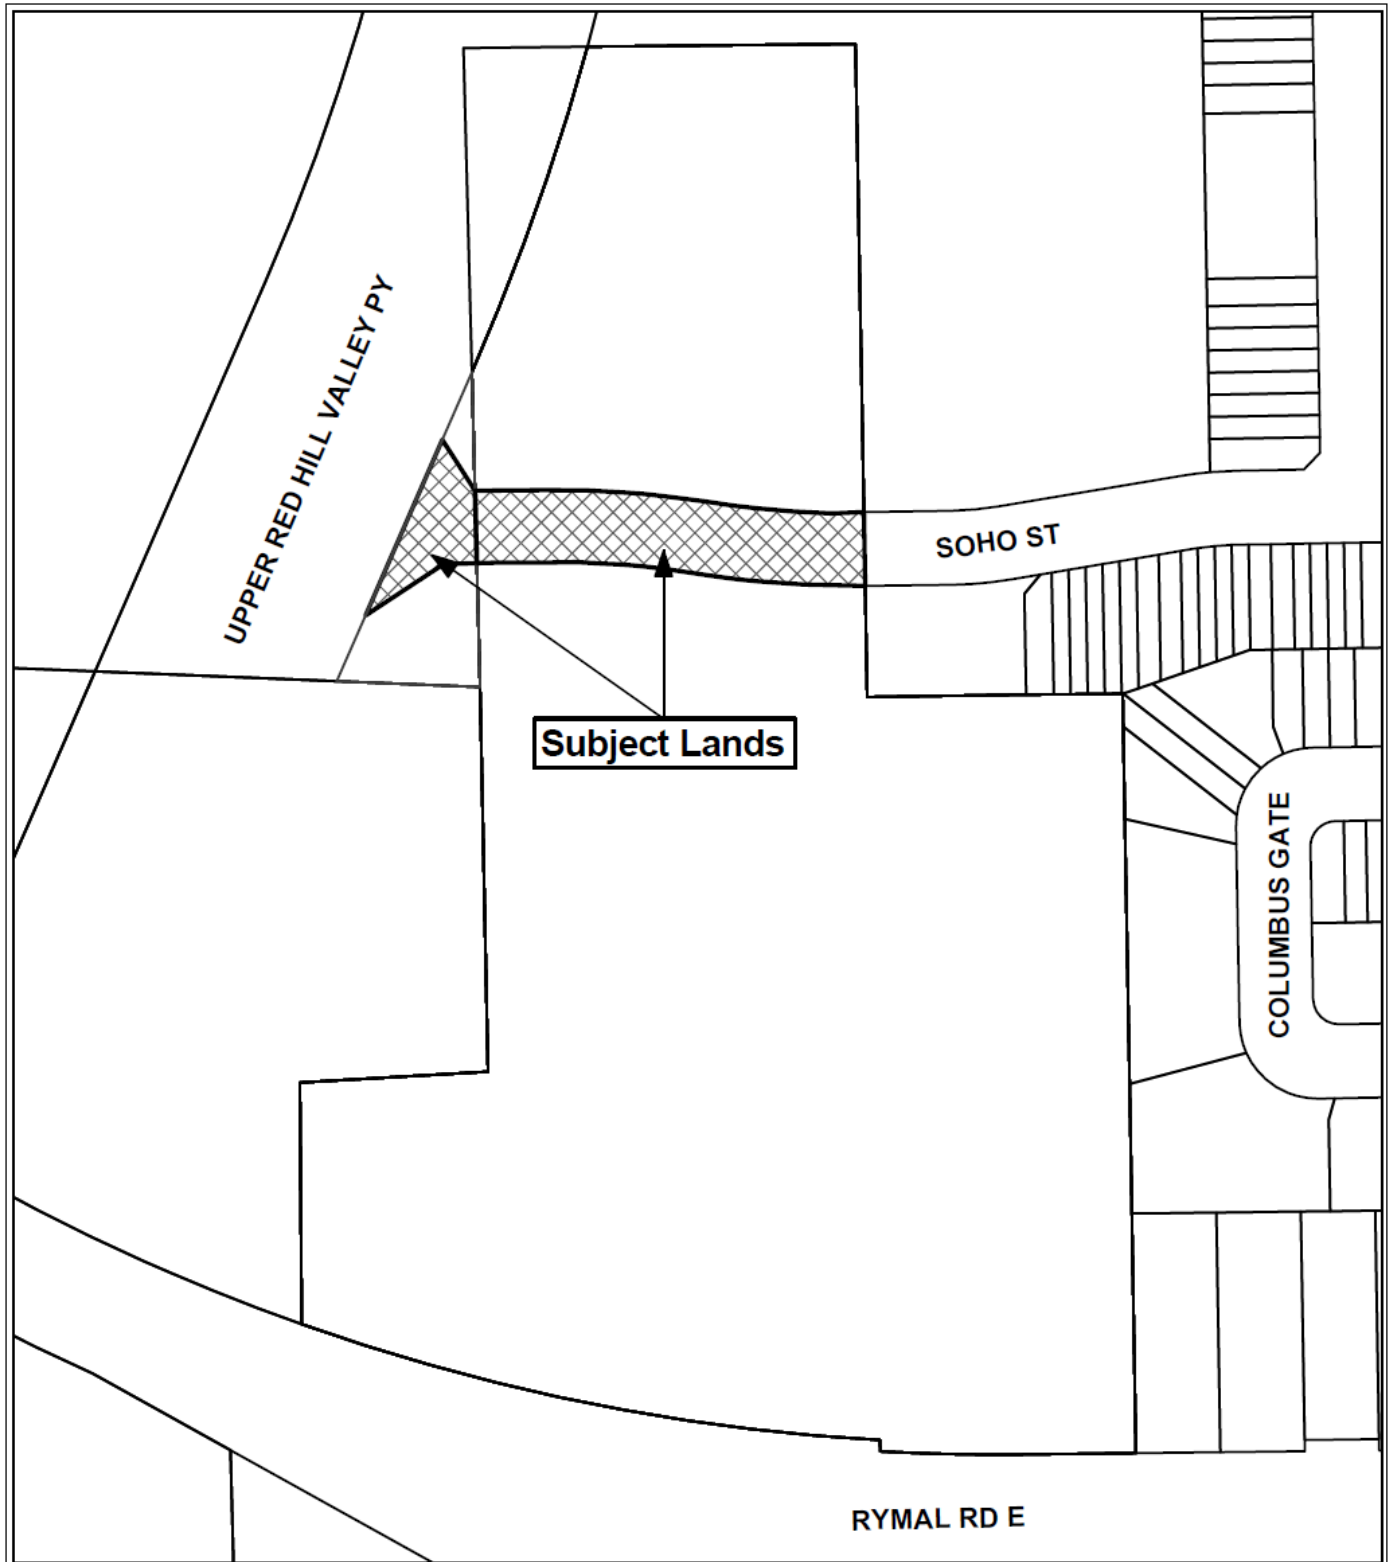 UPPER RED HILL VALLEY PY
SOHO ST
Subject Lands
COLUMBUS GATE
RYMAL RD E